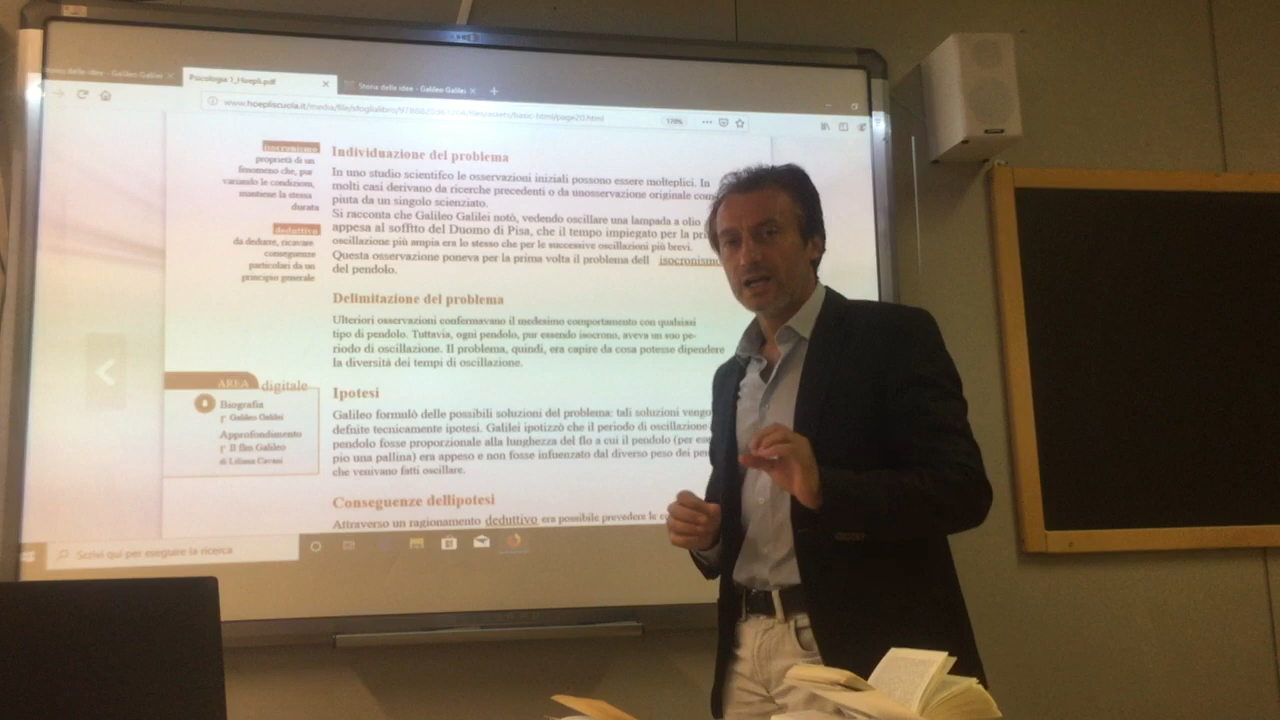 Storia delle idee - Galileo Galilei
Psicologia 1_Hoepli.pdf
Storia delle idee - Galileo Galilei
170%
isocronismo
proprietà di un
fenomeno che, pur
variando le condizioni,
mantiene la stessa
durata
deduttivo
da dedurre, ricavare
conseguenze
particolari da un
principio generale
AREA digitale
Biografia
Galileo Galilei
Approfondimento
Il flm Galileo
di Liliana Cavani
Individuazione del problema
In uno studio scientifco le osservazioni iniziali possono essere molteplici. In
molti casi derivano da ricerche precedenti o da unosservazione originale com
piuta da un singolo scienziato.
Si racconta che Galileo Galilei notò, vedendo oscillare una lampada a olio
appesa al soffitto del Duomo di Pisa, che il tempo impiegato per la pri
oscillazione più ampia era lo stesso che per le successive oscillazioni più brevi.
Questa osservazione poneva per la prima volta il problema dell isocronismo
del pendolo.
Delimitazione del problema
Ulteriori osservazioni confermavano il medesimo comportamento con qualsiasi
tipo di pendolo. Tuttavia, ogni pendolo, pur essendo isocrono, aveva un suo pe-
riodo di oscillazione. Il problema, quindi, era capire da cosa potesse dipendere
la diversità dei tempi di oscillazione.
Ipotesi
Galileo formulò delle possibili soluzioni del problema: tali soluzioni vengo
defnite tecnicamente ipotesi. Galilei ipotizzò che il periodo di oscillazione
pendolo fosse proporzionale alla lunghezza del flo a cui il pendolo (per ese
pio una pallina) era appeso e non fosse infuenzato dal diverso peso dei pen
che venivano fatti oscillare.
Conseguenze dellipotesi
Attraverso un ragionamento deduttivo era possibile prevedere le
Scrivi qui per eseguire la ricerca